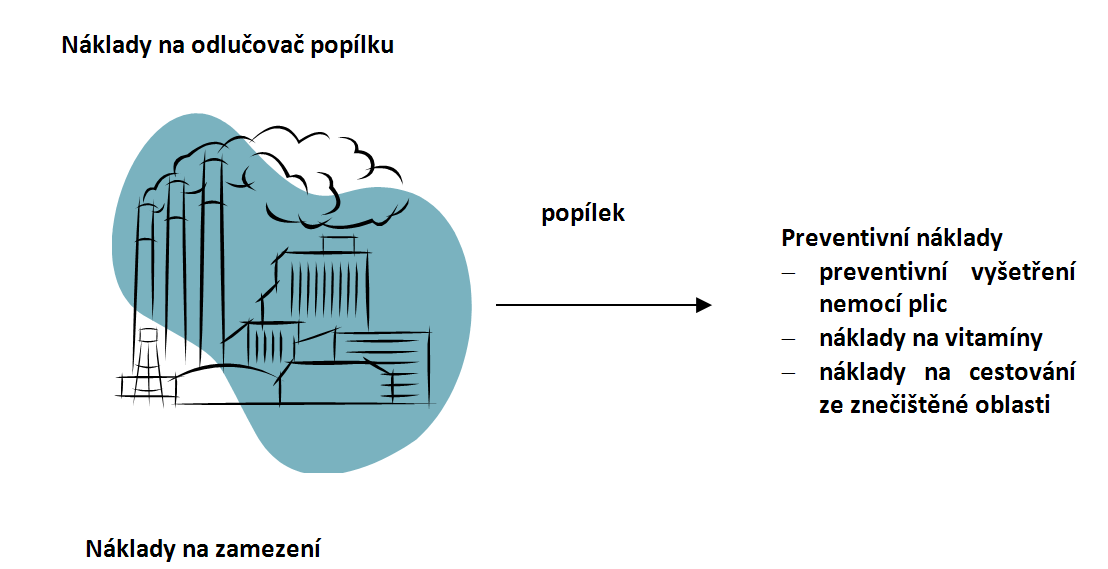 Náklady na odlučovač popílku
popílek
Preventivní náklady
– preventivní vyšetření
nemocí plic
– náklady na vitamíny
– náklady na cestování
ze znečištěné oblasti
Náklady na zamezení